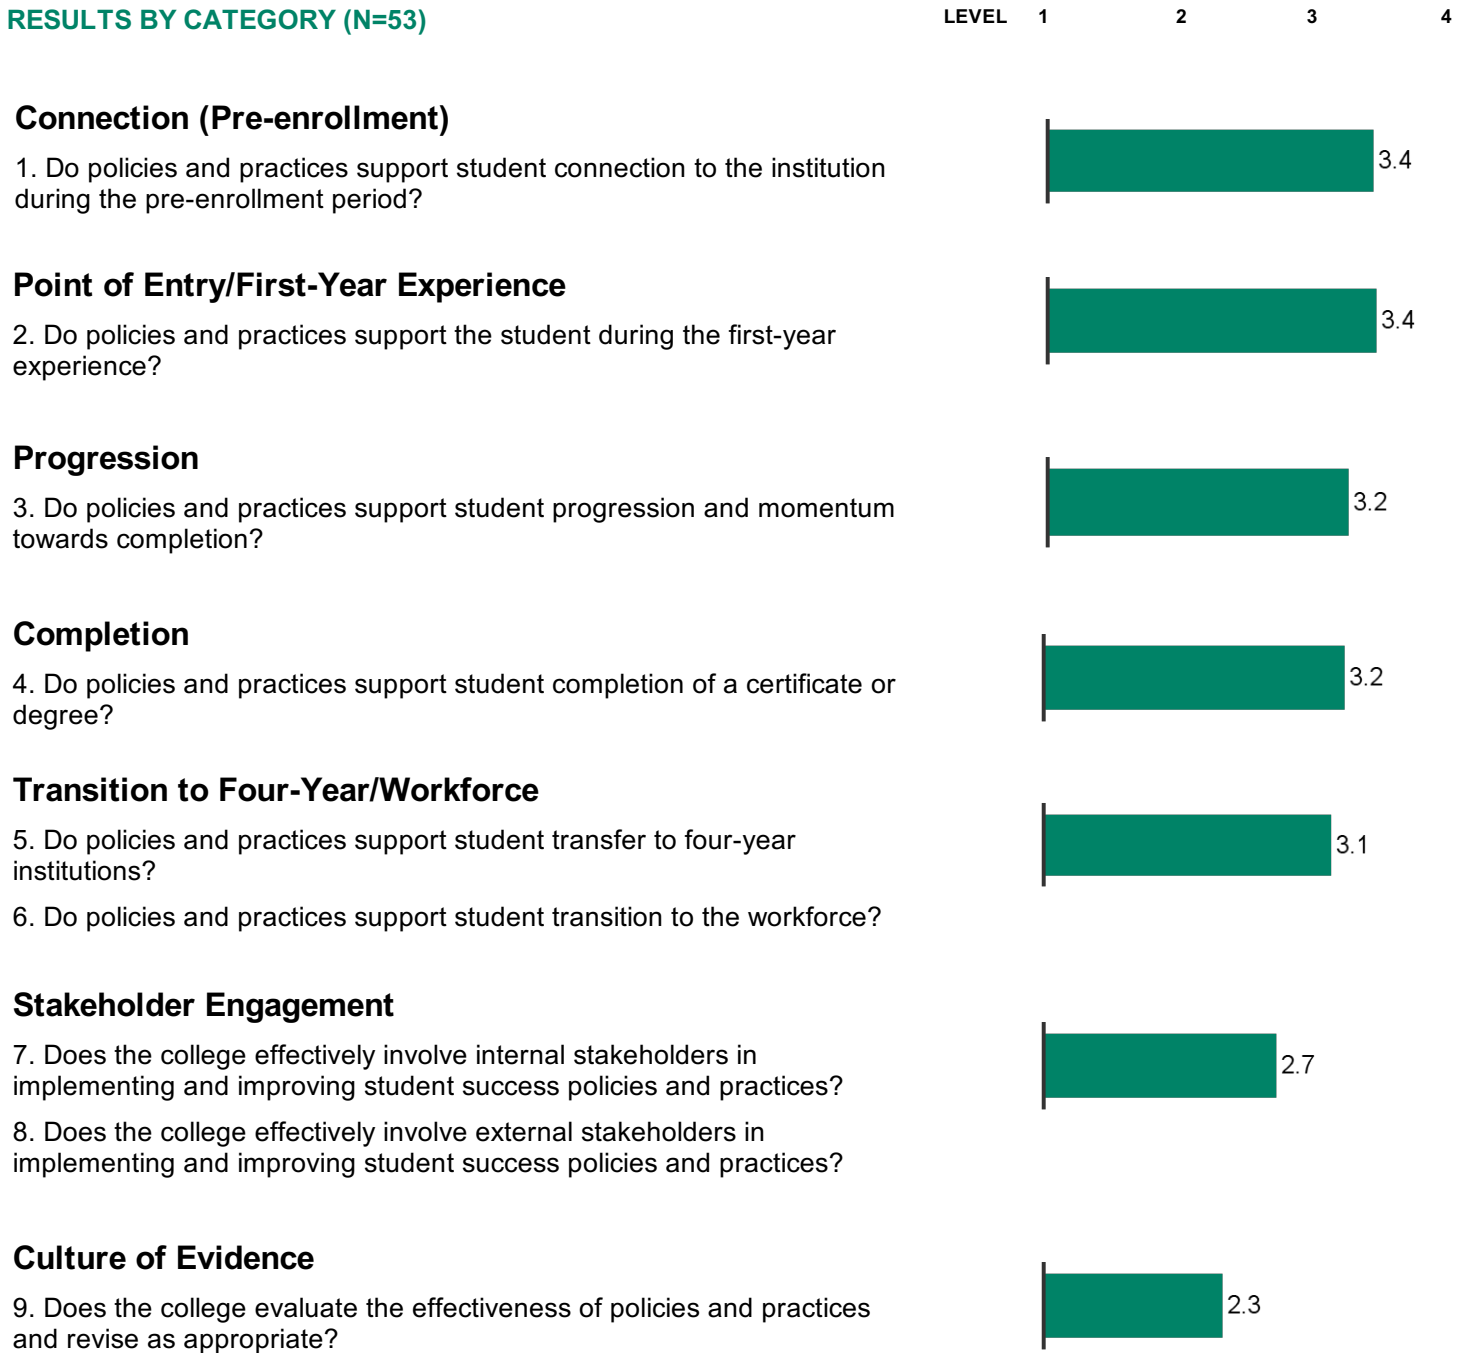 RESULTS BY CATEGORY (N=53) LEVEL 1 2 3 4
Connection (Pre-enrollment)
1. Do policies and practices support student connection to the institution
during the pre-enrollment period?
3.4
Point of Entry/First-Year Experience
2. Do policies and practices support the student during the first-year
experience?
3.4
Progression
3. Do policies and practices support student progression and momentum
towards completion?
3.2
Completion
4. Do policies and practices support student completion of a certificate or
degree?
3.2
Transition to Four-Year/Workforce
5. Do policies and practices support student transfer to four-year
institutions?
3.1
6. Do policies and practices support student transition to the workforce?
Stakeholder Engagement
7. Does the college effectively involve internal stakeholders in
implementing and improving student success policies and practices?
2.7
8. Does the college effectively involve external stakeholders in
implementing and improving student success policies and practices?
Culture of Evidence
9. Does the college evaluate the effectiveness of policies and practices
and revise as appropriate?
2.3